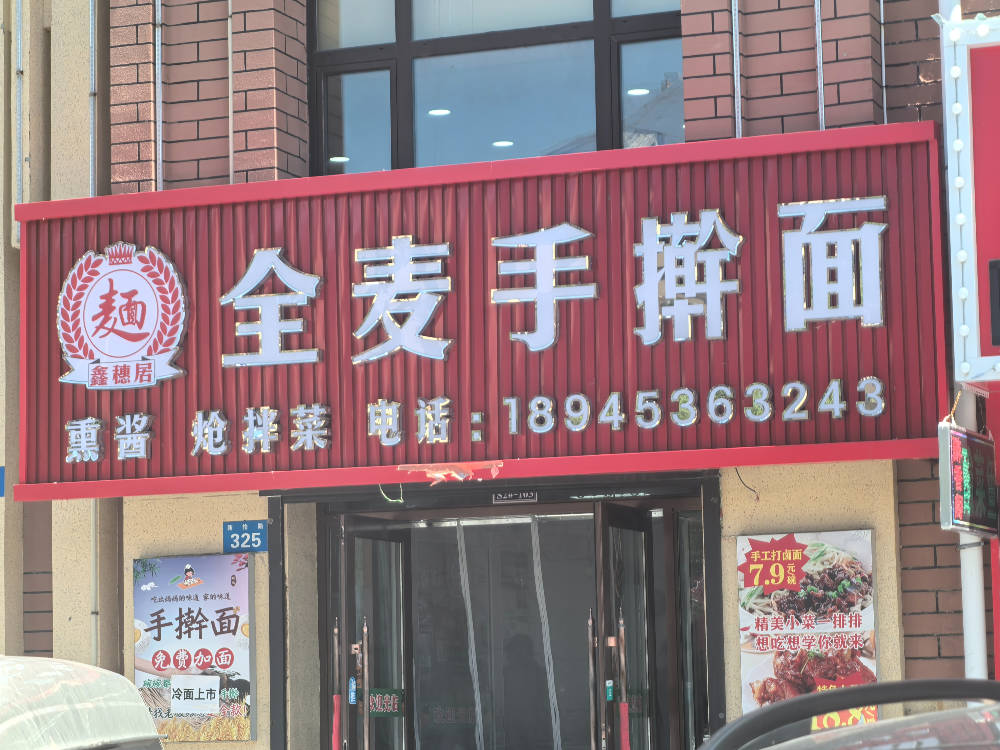 全麦手擀面
麵
鑫穗居
熏酱 炝拌菜 电话:18945363243
325
手擀面
免费加面
冷面上市
手工打卤面
7.9元
碗
精美小菜一排排
想吃想学你就来